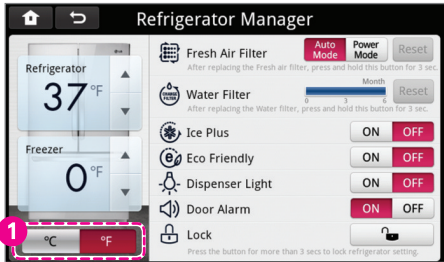 Refrigerator Manager
Refrigerator
37 °F
Freezer
0 °F
1
°C °F
Fresh Air Filter Auto Mode Power Mode Reset
After replacing the Fresh air filter, press and hold this button for 3 sec.
CHANGE FILTER Water Filter Month 0 3 6 Reset
After replacing the Water filter, press and hold this button for 3 sec.
Ice Plus ON OFF
Eco Friendly ON OFF
Dispenser Light ON OFF
Door Alarm ON OFF
Lock
Press the button for more than 3 secs to lock refrigerator setting.